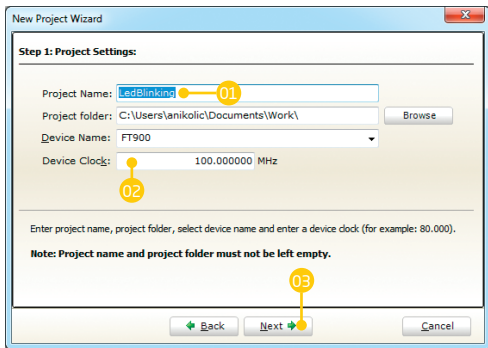 New Project Wizard
Step 1: Project Settings:
Project Name: LedBlinking 01
Project folder: C:\Users\anikolic\Documents\Work\ Browse
Device Name: FT900
Device Clock: 100.000000 MHz
02
Enter project name, project folder, select device name and enter a device clock (for example: 80.000).
Note: Project name and project folder must not be left empty.
03
Back Next Cancel